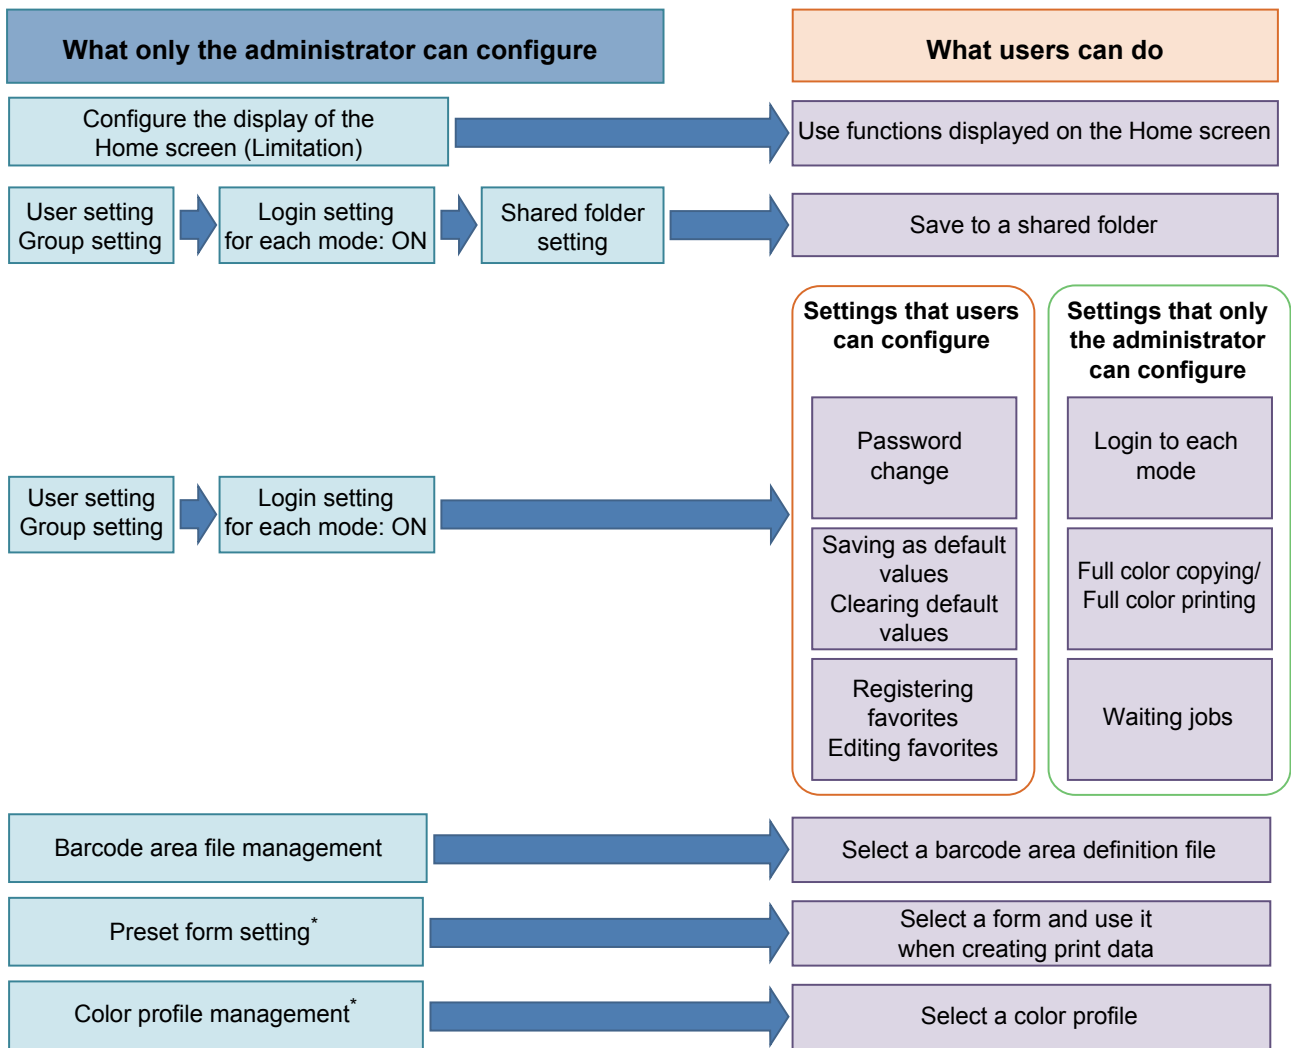 What only the administrator can configure
What users can do
Configure the display of the
Home screen (Limitation)
Use functions displayed on the Home screen
User setting
Group setting
Login setting
for each mode: ON
Shared folder
setting
Save to a shared folder
Settings that users
can configure
Settings that only
the administrator
can configure
User setting
Group setting
Login setting
for each mode: ON
Password
change
Login to each
mode
Saving as default
values
Clearing default
values
Full color copying/
Full color printing
Registering
favorites
Editing favorites
Waiting jobs
Barcode area file management
Select a barcode area definition file
Preset form setting*
Select a form and use it
when creating print data
Color profile management*
Select a color profile